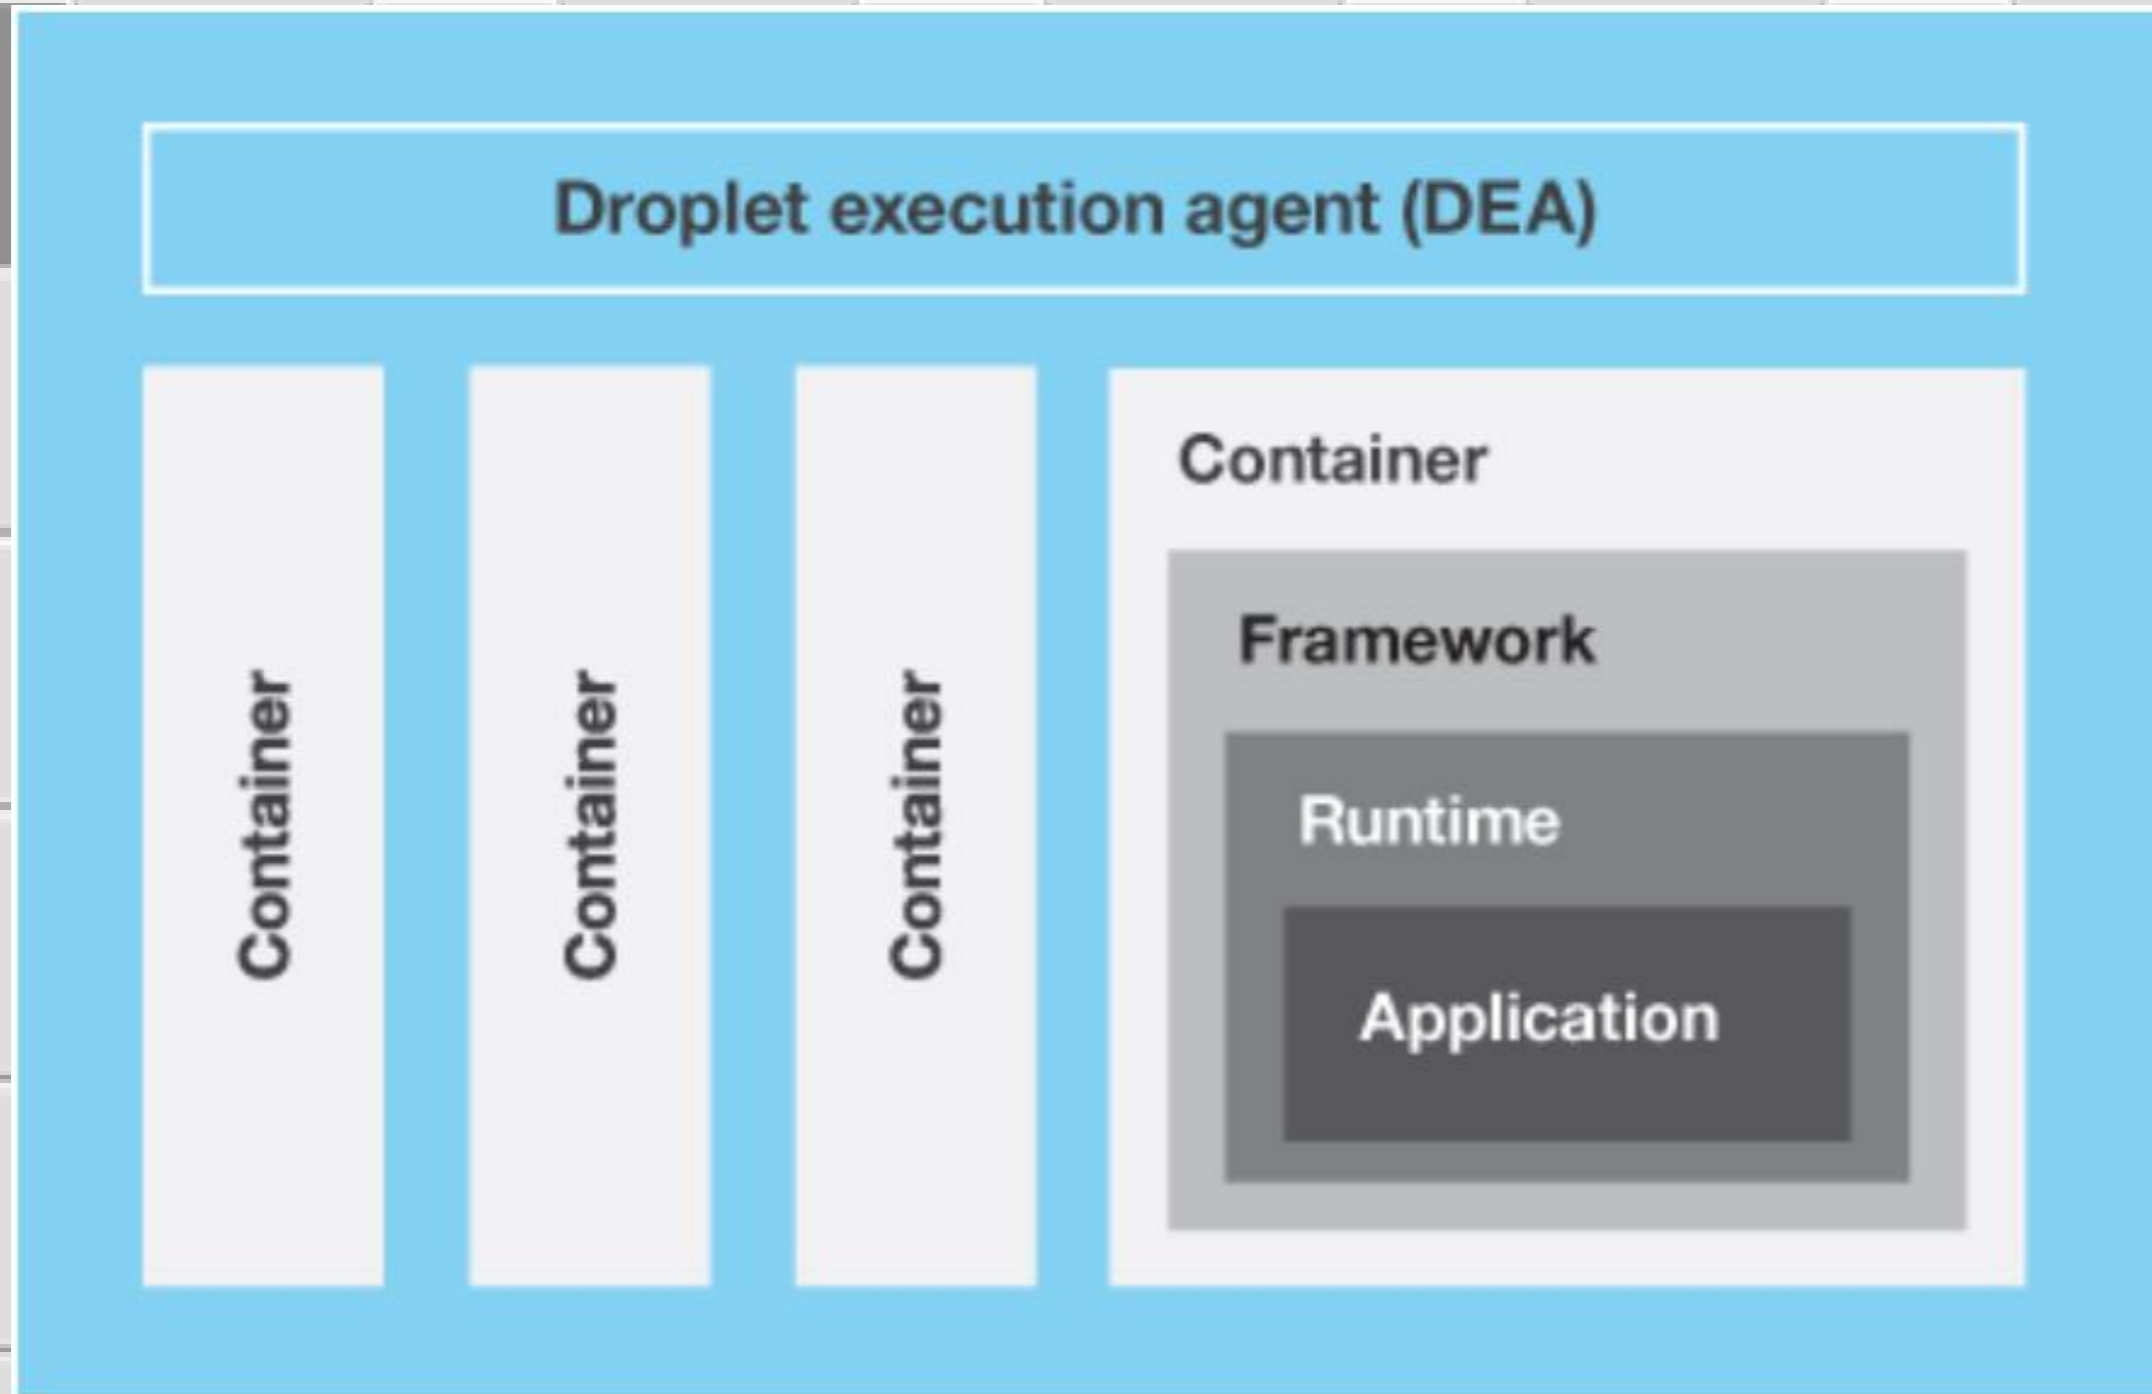 Droplet execution agent (DEA)
Container
Container
Container
Container
Framework
Runtime
Application